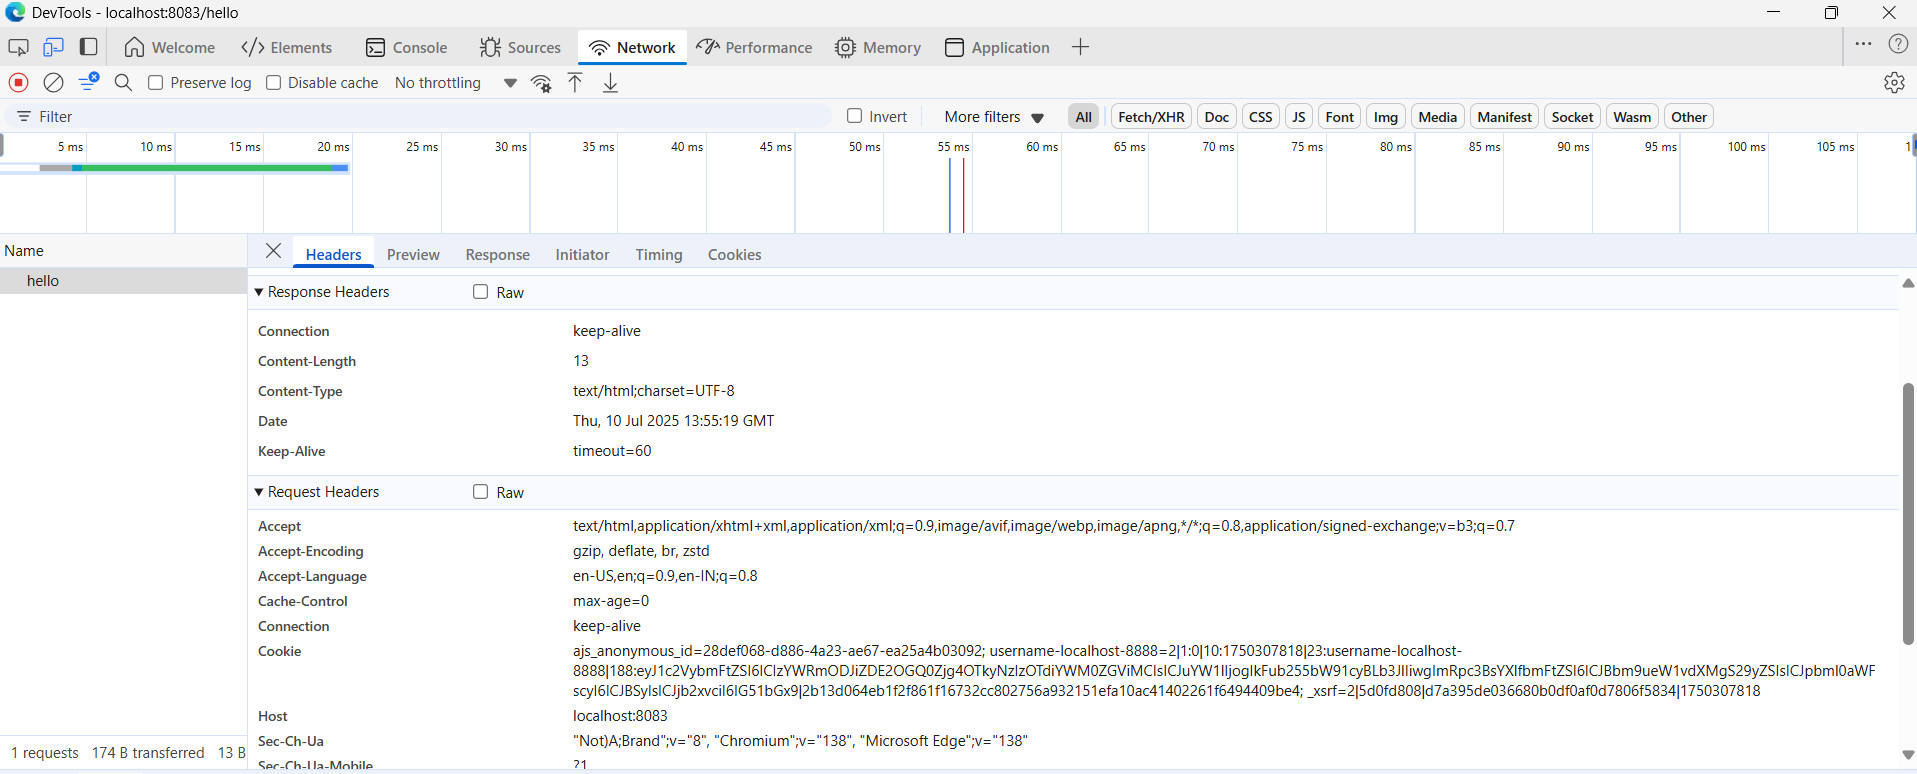 DevTools - localhost:8083/hello
Welcome </> Elements Console Sources Network Performance Memory Application
Preserve log Disable cache No throttling
Filter Invert More filters All Fetch/XHR Doc CSS JS Font Img Media Manifest Socket Wasm Other
5 ms 10 ms 15 ms 20 ms 25 ms 30 ms 35 ms 40 ms 45 ms 50 ms 55 ms 60 ms 65 ms 70 ms 75 ms 80 ms 85 ms 90 ms 95 ms 100 ms 105 ms 1
Name
Headers Preview Response Initiator Timing Cookies
hello
Response Headers Raw
Connection keep-alive
Content-Length 13
Content-Type text/html;charset=UTF-8
Date Thu, 10 Jul 2025 13:55:19 GMT
Keep-Alive timeout=60
Request Headers Raw
Accept text/html,application/xhtml+xml,application/xml;q=0.9,image/avif,image/webp,image/apng,*/*;q=0.8,application/signed-exchange;v=b3;q=0.7
Accept-Encoding gzip, deflate, br, zstd
Accept-Language en-US,en;q=0.9,en-IN;q=0.8
Cache-Control max-age=0
Connection keep-alive
Cookie ajs_anonymous_id=28def068-d886-4a23-ae67-ea25a4b03092; username-localhost-8888=2|1:0|10:1750307818|23:username-localhost-
_xsrf=2|5d0fd808|d7a395de036680b0df0af0d7806f5834|1750307818
Host localhost:8083
Sec-Ch-Ua "Not)A;Brand";v="8", "Chromium";v="138", "Microsoft Edge";v="138"
Sec-Ch-Ua-Mobile ?1
1 requests 174 B transferred 13 B